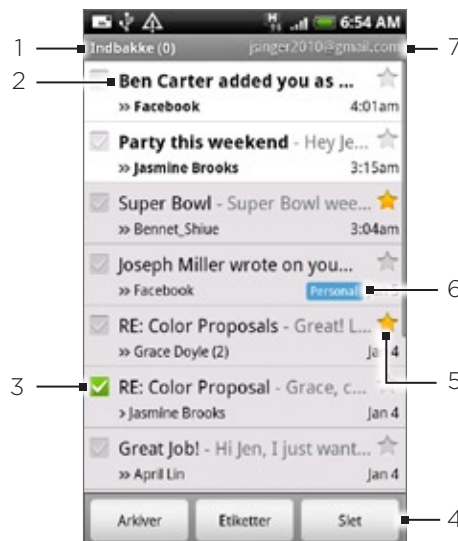 H 6:54 AM
1 Indbakke (0) jsinger2010@gmail.com 7
2 Ben Carter added you as ...
» Facebook 4:01am
Party this weekend - Hey Je...
» Jasmine Brooks 3:15am
Super Bowl - Super Bowl wee...
» Bennet_Shiue 3:04am
Joseph Miller wrote on you...
» Facebook Personal 6
RE: Color Proposals - Great! L...
» Grace Doyle (2) Jan 4 5
3 RE: Color Proposal - Grace, c...
› Jasmine Brooks Jan 4
Great Job! - Hi Jen, I just want...
» April Lin Jan 4
Arkiver Etiketter Slet 4